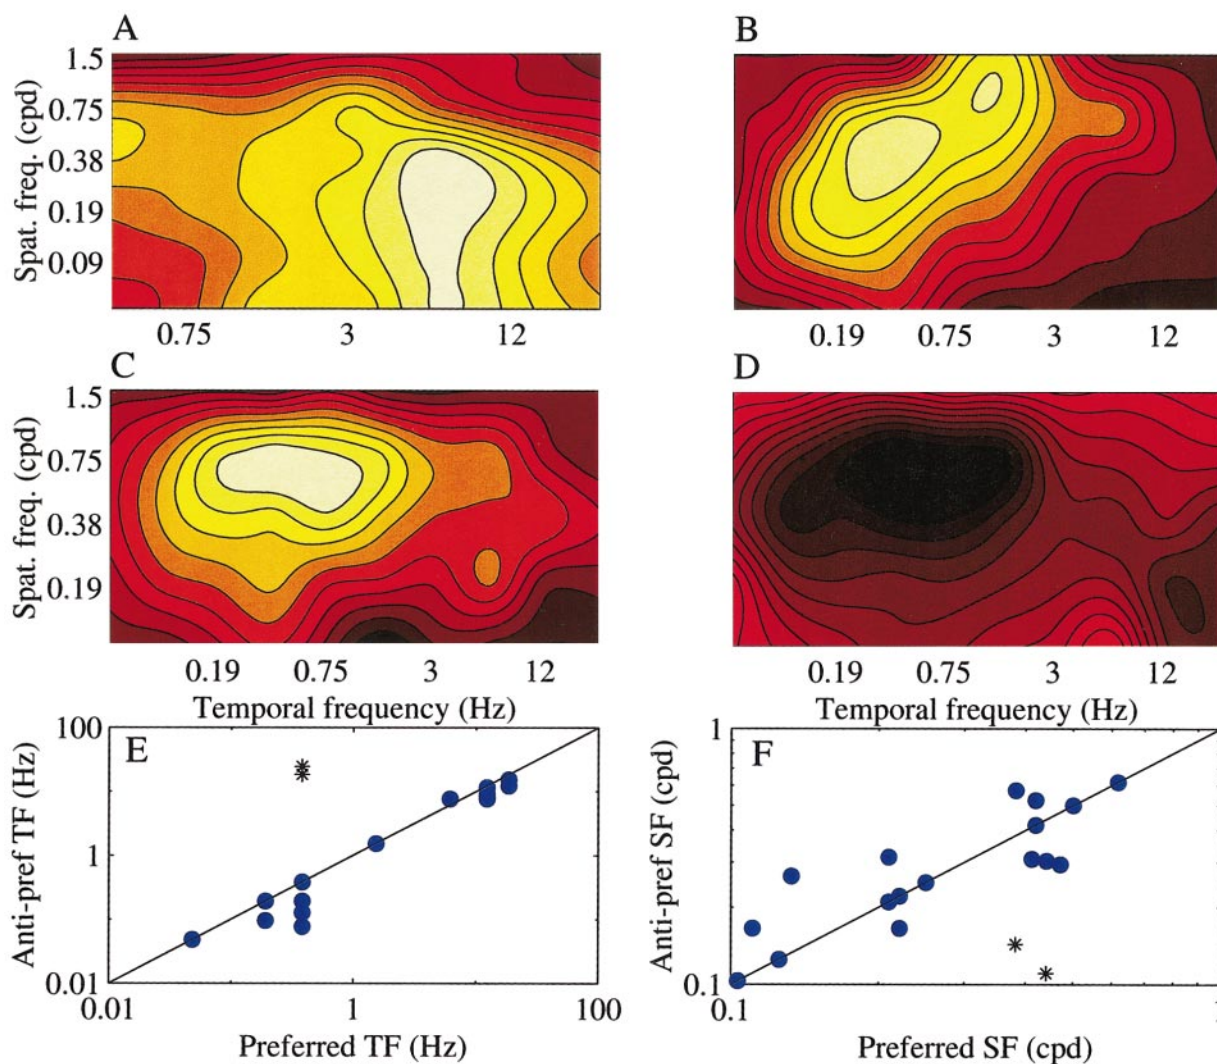 A
B
Spat. freq. (cpd)
1.5
0.75
0.38
0.19
0.09
0.75 3 12
0.19 0.75 3 12
C
D
Spat. freq. (cpd)
1.5
0.75
0.38
0.19
0.19 0.75 3 12
0.19 0.75 3 12
Temporal frequency (Hz)
Temporal frequency (Hz)
E
Anti-pref TF (Hz)
100
1
0.01
0.01 1 100
Preferred TF (Hz)
F
Anti-pref SF (cpd)
1
0.1
0.1 1
Preferred SF (cpd)